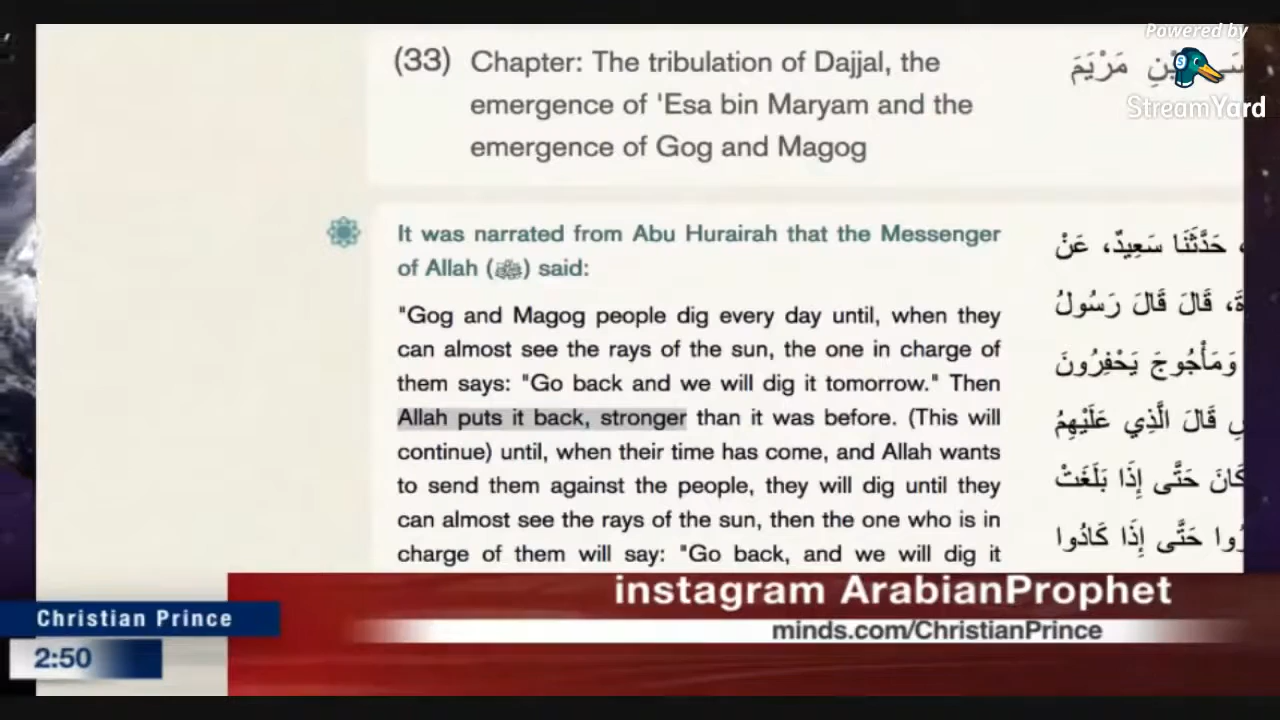 Powered by
StreamYard
(33) Chapter: The tribulation of Dajjal, the
emergence of 'Esa bin Maryam and the
emergence of Gog and Magog
مَرْيَمَ
It was narrated from Abu Hurairah that the Messenger
of Allah (ﷺ) said:
"Gog and Magog people dig every day until, when they
can almost see the rays of the sun, the one in charge of
them says: "Go back and we will dig it tomorrow." Then
Allah puts it back, stronger than it was before. (This will
continue) until, when their time has come, and Allah wants
to send them against the people, they will dig until they
can almost see the rays of the sun, then the one who is in
charge of them will say: "Go back, and we will dig it
، حَدَّثَنَا سَعِيدٌ، عَنْ
قَالَ قَالَ رَسُولُ
وَمَأْجُوجَ يَحْفِرُونَ
قَالَ الَّذِي عَلَيْهِمُ
كَانَ حَتَّى إِذَا بَلَغَتْ
حَتَّى إِذَا كَادُوا
instagram ArabianProphet
Christian Prince
minds.com/ChristianPrince
2:50